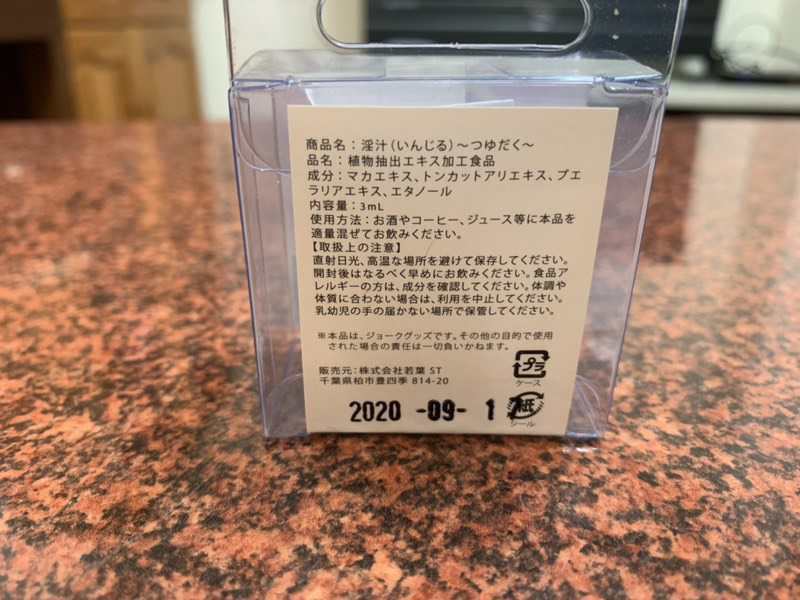 商品名：淫汁（いんじる）～つゆだく～
品名：植物抽出エキス加工食品
成分：マカエキス、トンカットアリエキス、プエ
ラリアエキス、エタノール
内容量：3mL
使用方法：お酒やコーヒー、ジュース等に本品を
適量混ぜてお飲みください。
【取扱上の注意】
直射日光、高温な場所を避けて保存してください。
開封後はなるべく早めにお飲みください。食品ア
レルギーの方は、成分を確認してください。体調や
体質に合わない場合は、利用を中止してください。
乳幼児の手の届かない場所で保管してください。
※本品は、ジョークグッズです。その他の目的で使用
された場合の責任は一切負いかねます。
プラ
ケース
販売元：株式会社若葉 ST
千葉県柏市豊四季 814-20
2020 -09- 1
紙
シール